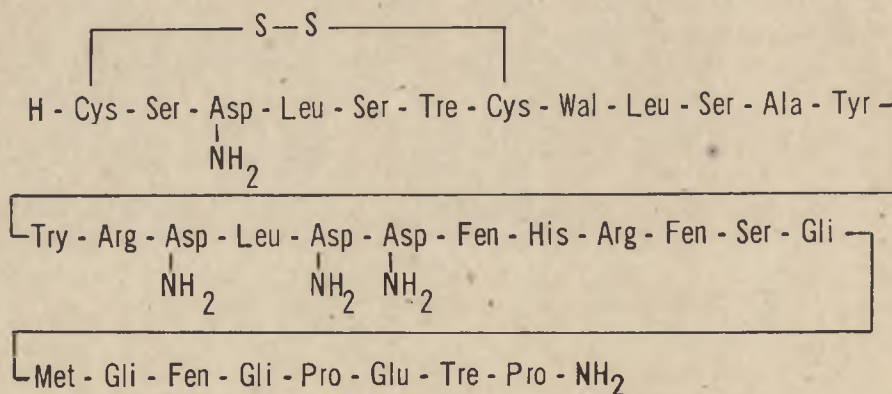 S—S
H - Cys - Ser - Asp - Leu - Ser - Tre - Cys - Wal - Leu - Ser - Ala - Tyr
NH2
Try - Arg - Asp - Leu - Asp - Asp - Fen - His - Arg - Fen - Ser - Gli
NH2 NH2 NH2
Met - Gli - Fen - Gli - Pro - Glu - Tre - Pro - NH2